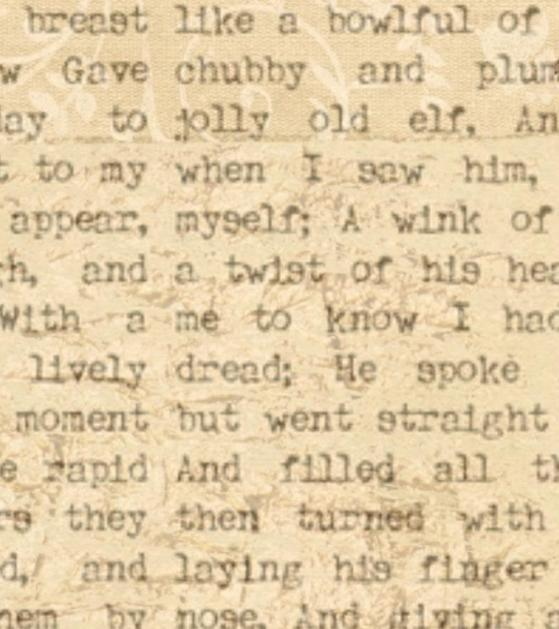 breast
w Gave
lay to
t to my
appear,
gh, and
With a
lively
moment
e rapid
rs they
d, and
hem by
like a bowlful of
chubby and plum
jolly old elf, An
when I saw him,
myself; A wink of
a twist of his hea
me to know I had
dread; He spoke
but went straight
And filled all th
then turned with
laying his finger
nose, And giving a